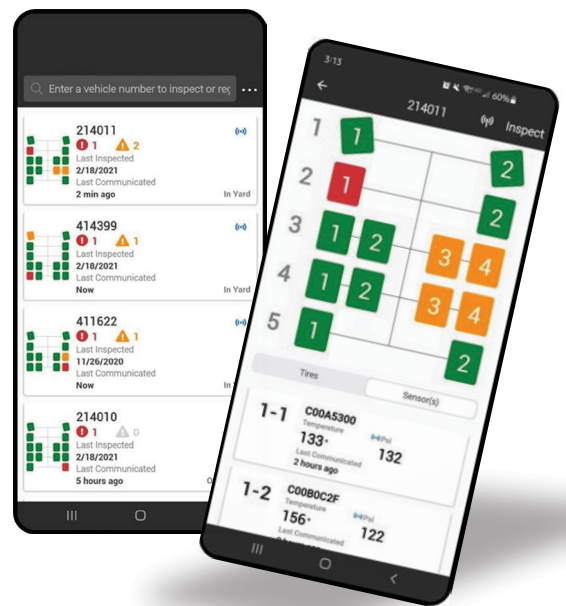 Enter a vehicle number to inspect or reç
214011
1 2
Last Inspected
2/18/2021
Last Communicated
2 min ago In Yard
414399
1 1
Last Inspected
2/18/2021
Last Communicated
Now In Yard
411622
1 1
Last Inspected
11/26/2020
Last Communicated
Now
214010
1 0
Last Inspected
2/18/2021
Last Communicated
5 hours ago
3:13 60%
214011 Inspect
1 1 2
2 1 2
3 1 2 3 4
4 1 2 3 4
5 1 2
Tires Sensor(s)
1-1 C00A5300
Temperature Psi
133° 132
Last Communicated
2 hours ago
1-2 C00B0C2F
Temperature Psi
156° 122
Last Communicated